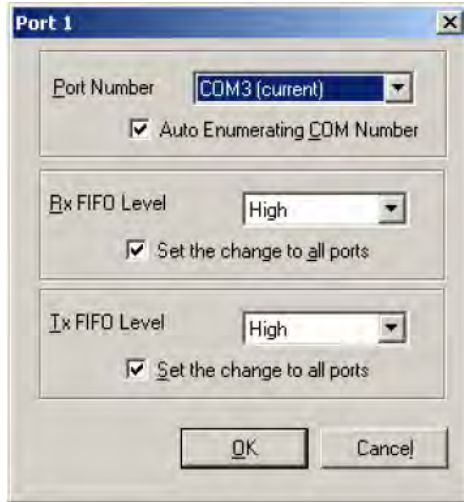 Port 1
Port Number COM3 (current)
Auto Enumerating COM Number
Rx FIFO Level High
Set the change to all ports
Tx FIFO Level High
Set the change to all ports
OK Cancel